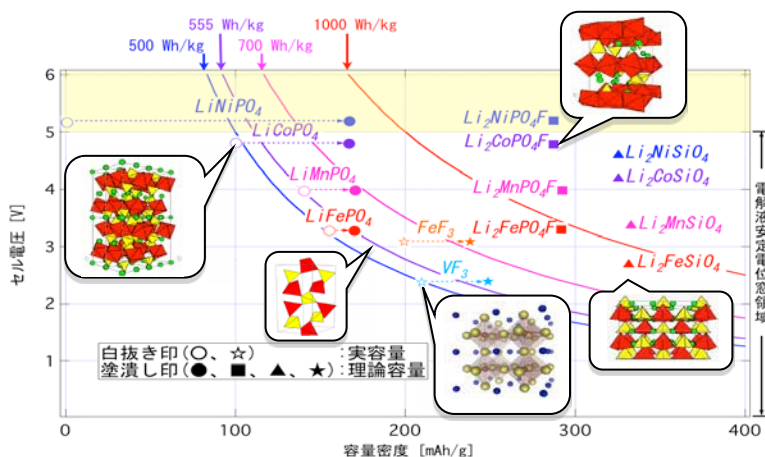 555 Wh/kg
1000 Wh/kg
500 Wh/kg
700 Wh/kg
6
5
4
3
2
1
セル電圧 [V]
LiNiPO4
Li2NiPO4F
LiCoPO4
Li2CoPO4F
Li2NiSiO4
Li2CoSiO4
LiMnPO4
Li2MnPO4F
LiFePO4
FeF3
Li2FePO4F
Li2MnSiO4
VF3
Li2FeSiO4
電解液安定電位窓領域
白抜き印(○、☆) :実容量
塗潰し印(●、■、▲、★):理論容量
0
100
200
300
400
容量密度 [mAh/g]